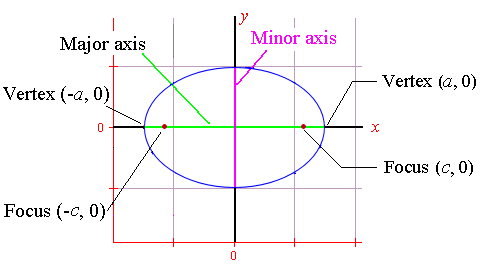 y
Major axis
Minor axis
Vertex (-a, 0)
Vertex (a, 0)
0
x
Focus (c, 0)
Focus (-c, 0)
0